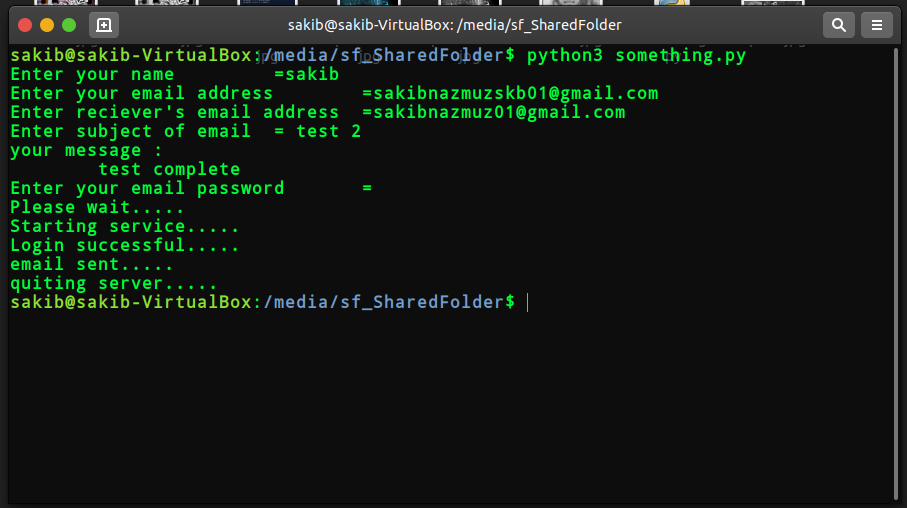 sakib@sakib-VirtualBox: /media/sf_SharedFolder
sakib@sakib-VirtualBox:/media/sf_SharedFolder$ python3 something.py
Enter your name         =sakib
Enter your email address        =sakibnazmuzskb01@gmail.com
Enter reciever's email address  =sakibnazmuz01@gmail.com
Enter subject of email  = test 2
your message :
        test complete
Enter your email password       =
Please wait.....
Starting service.....
Login successful.....
email sent.....
quiting server.....
sakib@sakib-VirtualBox:/media/sf_SharedFolder$